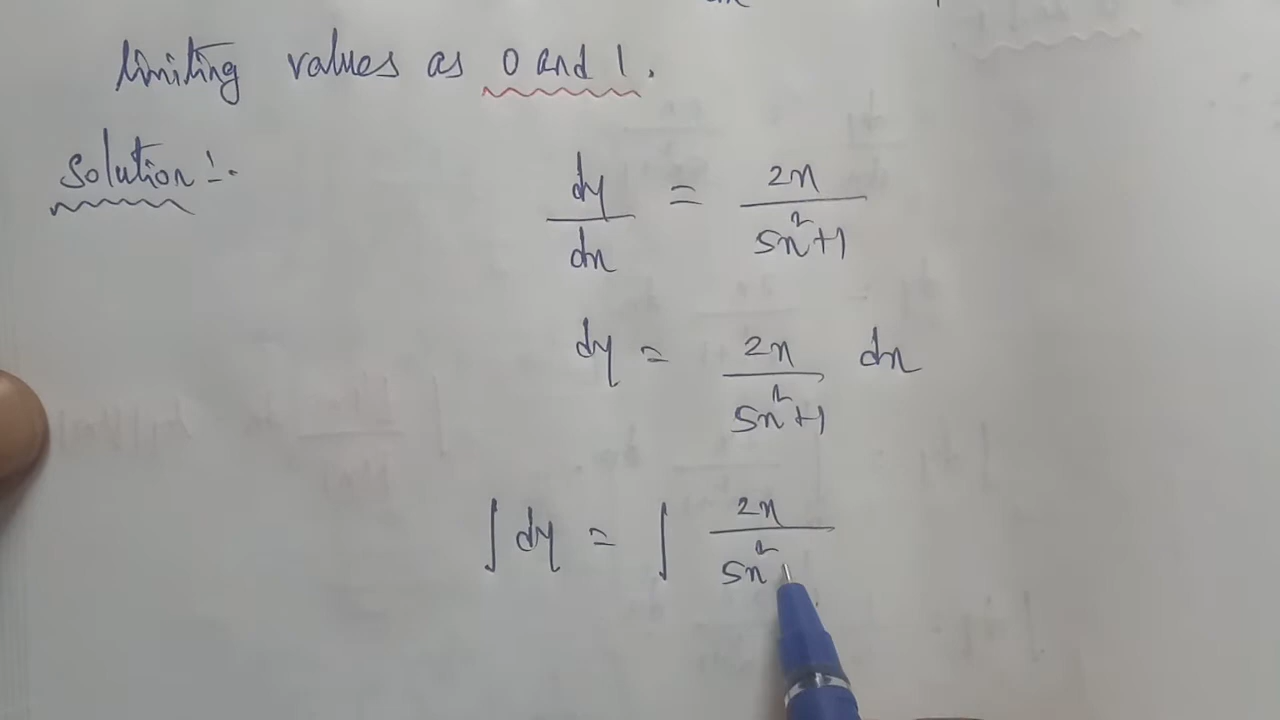 limiting values as 0 and 1.
Solution :-
dy/dx = 2x/5x²+1
dy = 2x/5x²+1 dx
∫ dy = ∫ 2x/5x²